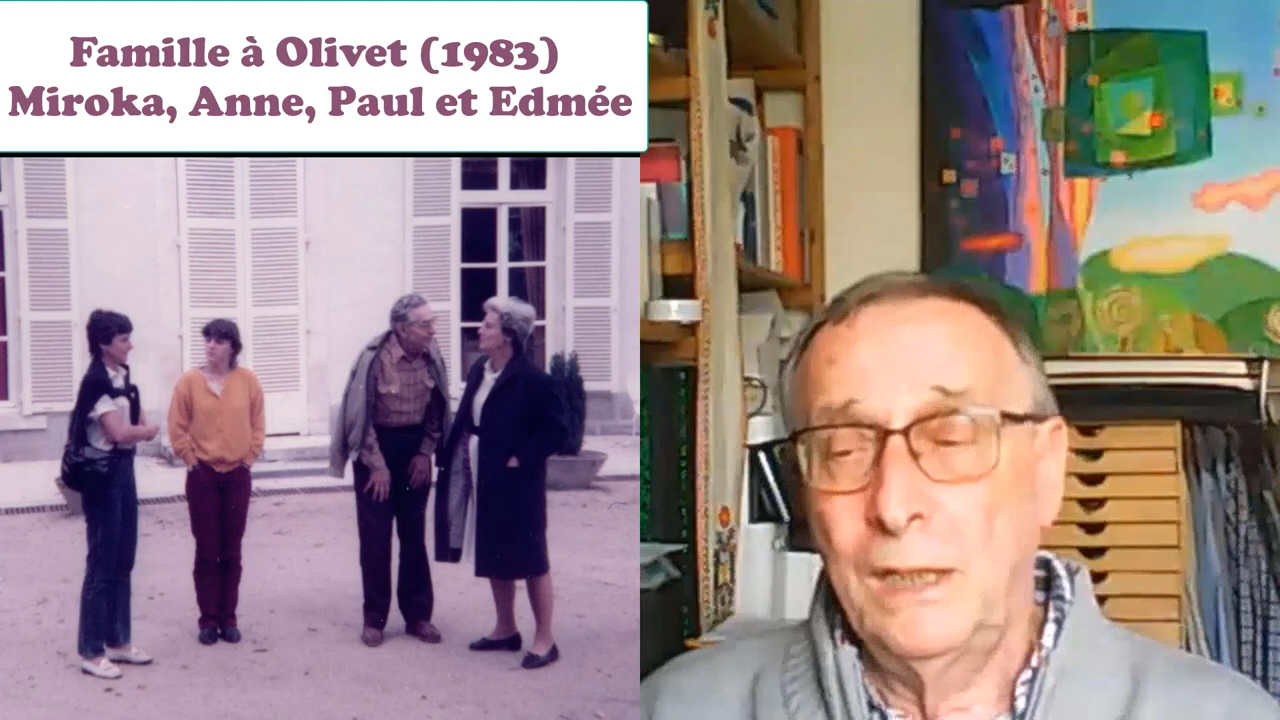 Famille à Olivet (1983)
Miroka, Anne, Paul et Edmée